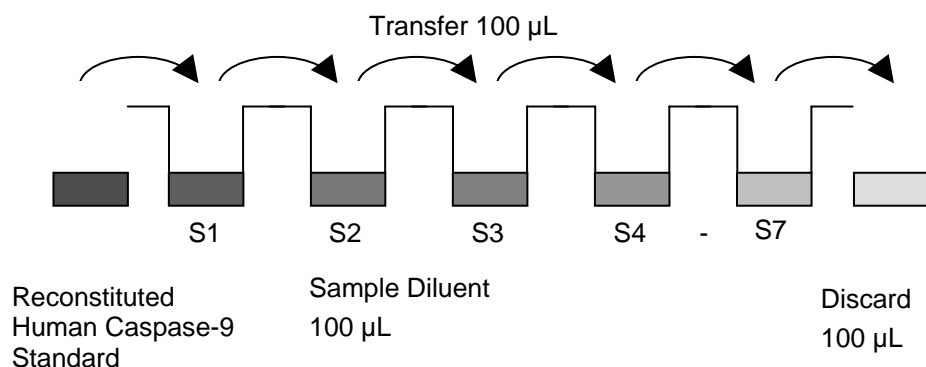 Transfer 100 µL
S1 S2 S3 S4 - S7
Reconstituted
Human Caspase-9
Standard
Sample Diluent
100 µL
Discard
100 µL